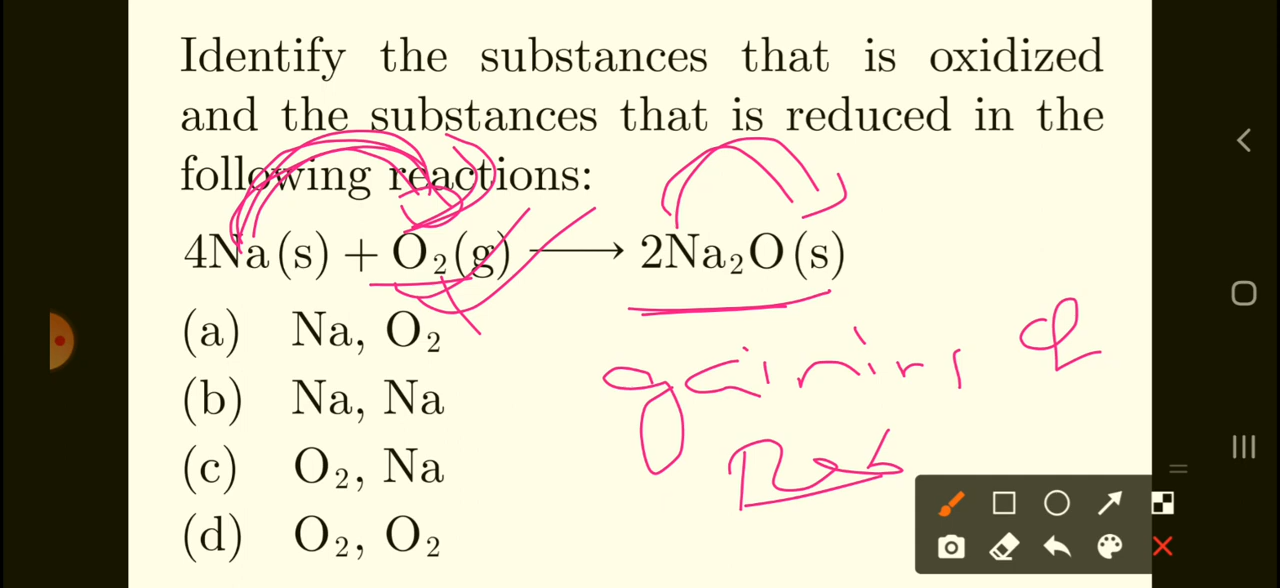 Identify the substances that is oxidized
and the substances that is reduced in the
following reactions:
4Na (s) + O₂(g) ⟶ 2Na₂O (s)
(a) Na, O₂
(b) Na, Na
(c) O₂, Na
(d) O₂, O₂